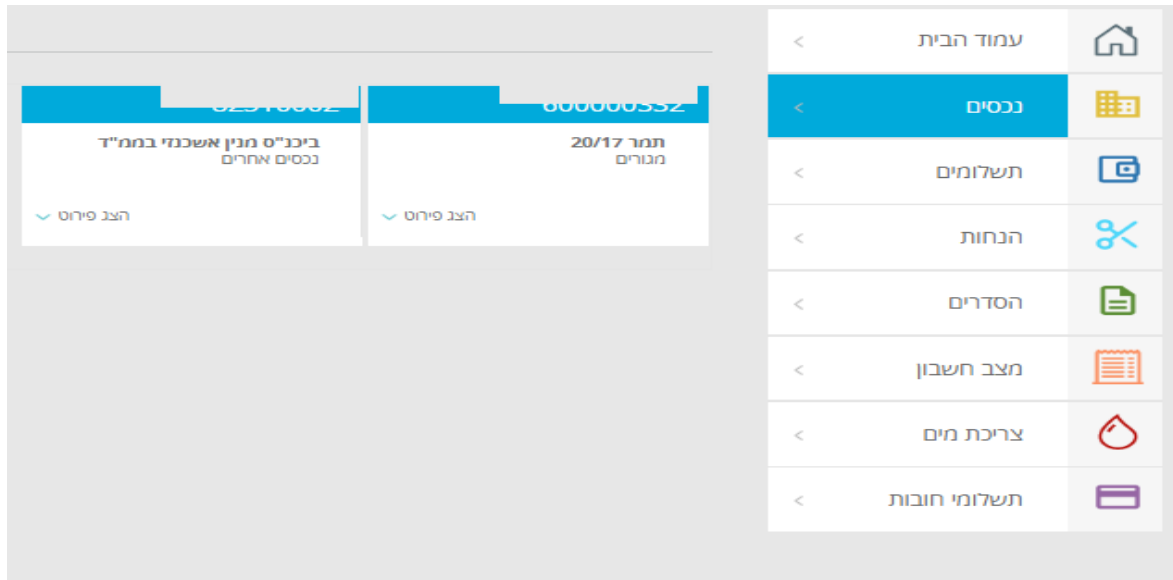 עמוד הבית
נכסים
תשלומים
הנחות
הסדרים
מצב חשבון
צריכת מים
תשלומי חובות
תמר 20/17
מגורים
הצג פירוט
ביכנ"ס מנין אשכנזי בממ"ד
נכסים אחרים
הצג פירוט